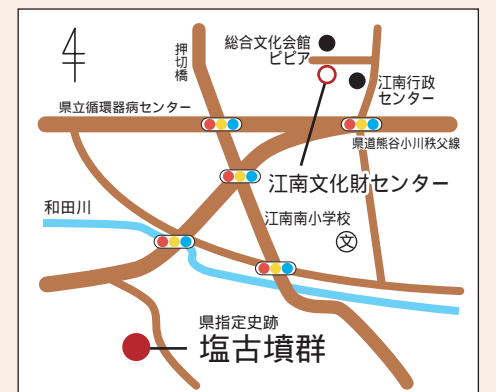 押切橋
総合文化会館
ピピア
江南行政
センター
県立循環器病センター
県道熊谷小川秩父線
江南文化財センター
和田川
江南南小学校
文
県指定史跡
塩古墳群